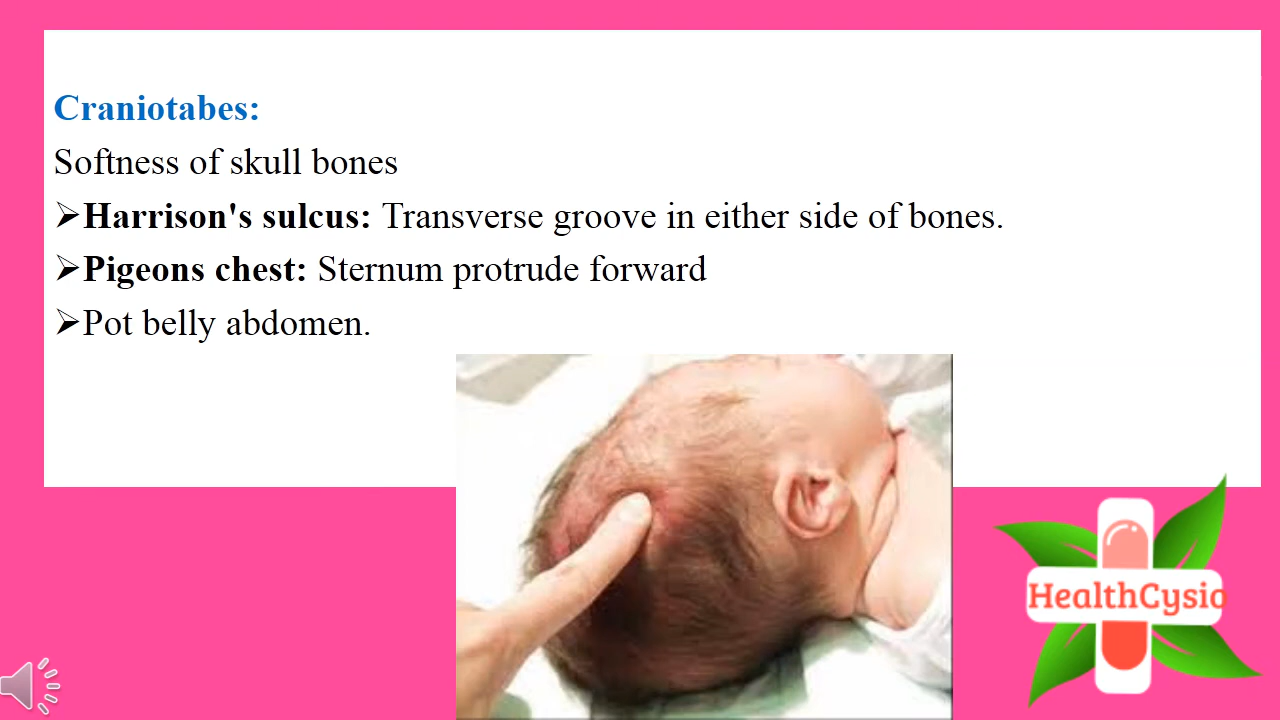 Craniotabes:
Softness of skull bones
➢Harrison's sulcus: Transverse groove in either side of bones.
➢Pigeons chest: Sternum protrude forward
➢Pot belly abdomen.
HealthCysio